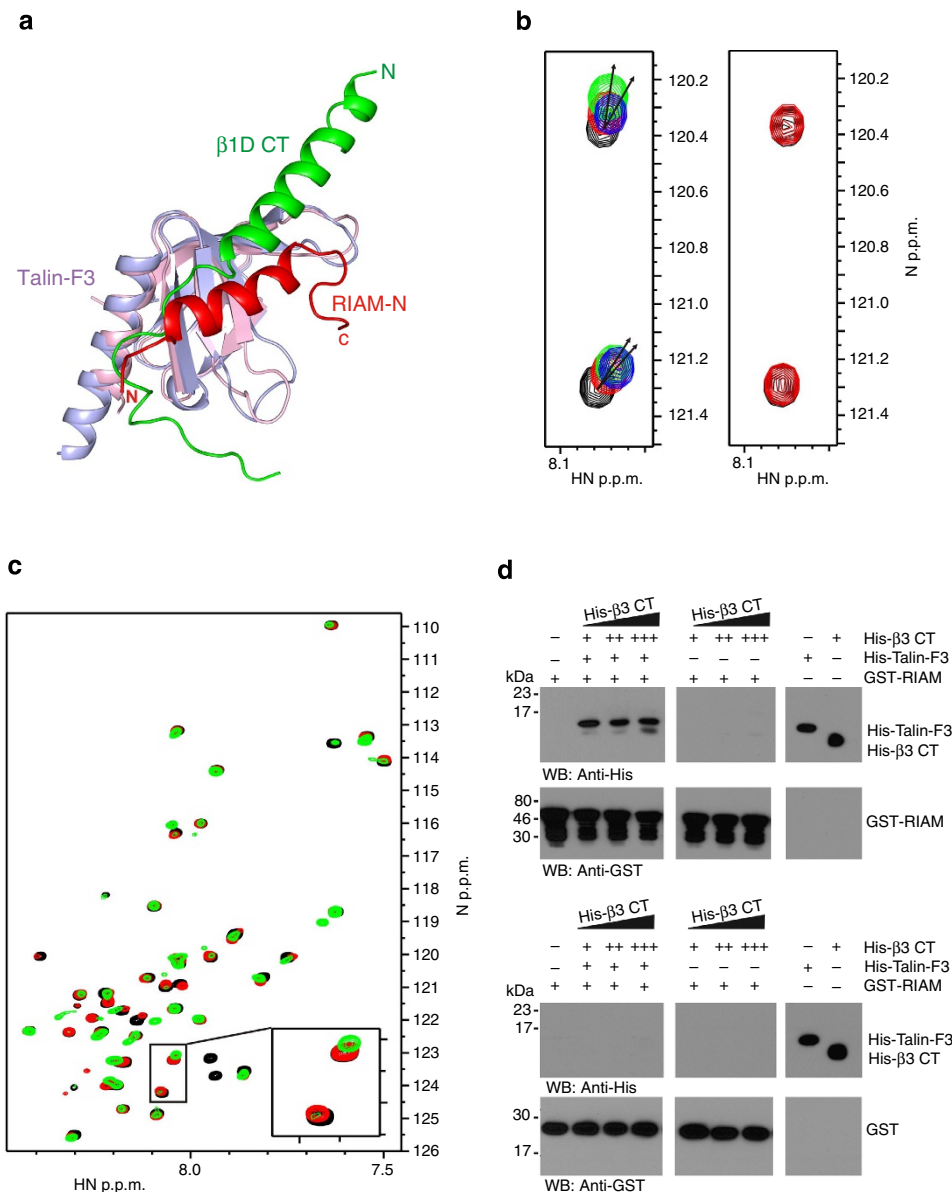 a
N
β1D CT
Talin-F3
RIAM-N
C
N
b
120.2
120.4
120.6
120.8
121.0
121.2
121.4
N p.p.m.
8.1
HN p.p.m.
120.2
120.4
120.6
120.8
121.0
121.2
121.4
8.1
HN p.p.m.
c
110
111
112
113
114
115
116
117
118
119
120
121
122
123
124
125
126
N p.p.m.
8.0 7.5
HN p.p.m.
d
His-β3 CT His-β3 CT
– + ++ +++ + ++ +++ – + His-β3 CT
– + + + – – – + – His-Talin-F3
+ + + + + + + – – GST-RIAM
kDa
23
17
His-Talin-F3
His-β3 CT
WB: Anti-His
80
46
30
GST-RIAM
WB: Anti-GST
His-β3 CT His-β3 CT
– + ++ +++ + ++ +++ – + His-β3 CT
– + + + – – – + – His-Talin-F3
+ + + + + + + – – GST-RIAM
kDa
23
17
His-Talin-F3
His-β3 CT
WB: Anti-His
30
17
GST
WB: Anti-GST